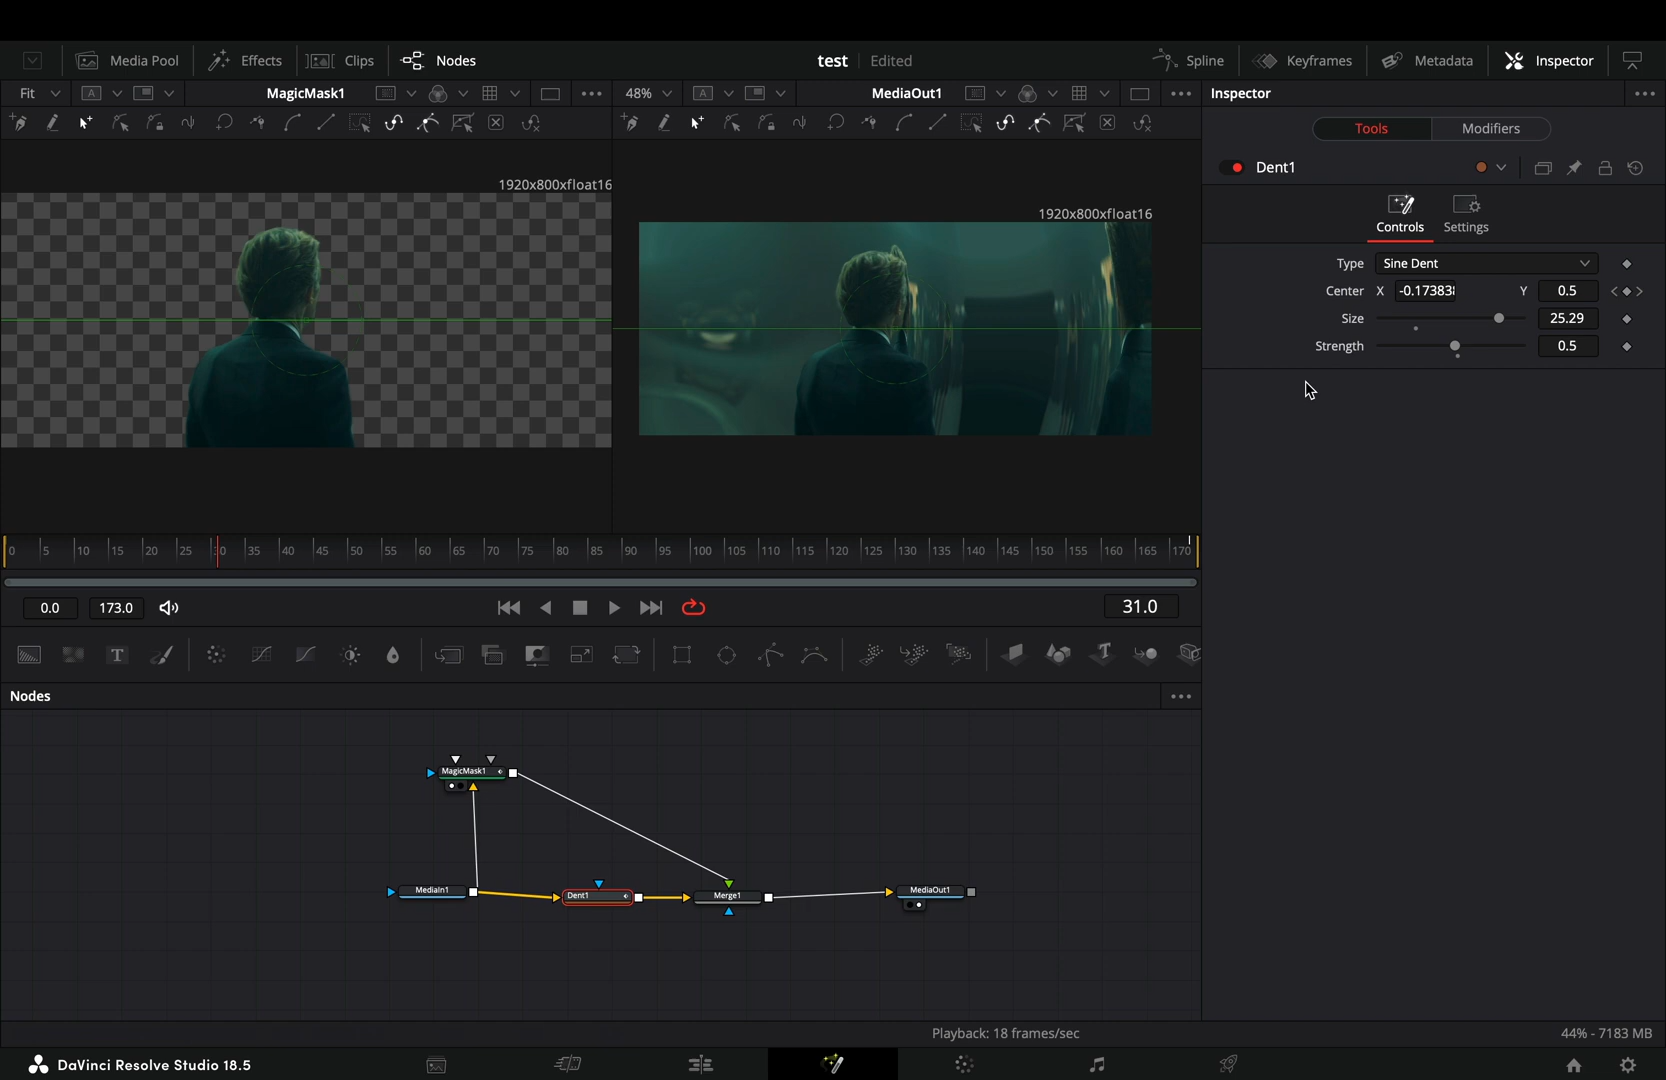 Media Pool Effects Clips Nodes test Edited Spline Keyframes Metadata Inspector
Fit A MagicMask1 48% A MediaOut1 Inspector
Tools Modifiers
Dent1
1920x800xfloat16
1920x800xfloat16
Controls Settings
Type Sine Dent
Center X -0.17383 Y 0.5
Size 25.29
Strength 0.5
0 5 10 15 20 25 30 35 40 45 50 55 60 65 70 75 80 85 90 95 100 105 110 115 120 125 130 135 140 145 150 155 160 165 170
0.0 173.0 31.0
T T
Nodes
MagicMask1
MediaIn1 Dent1 Merge1 MediaOut1
Playback: 18 frames/sec 44% - 7183 MB
DaVinci Resolve Studio 18.5